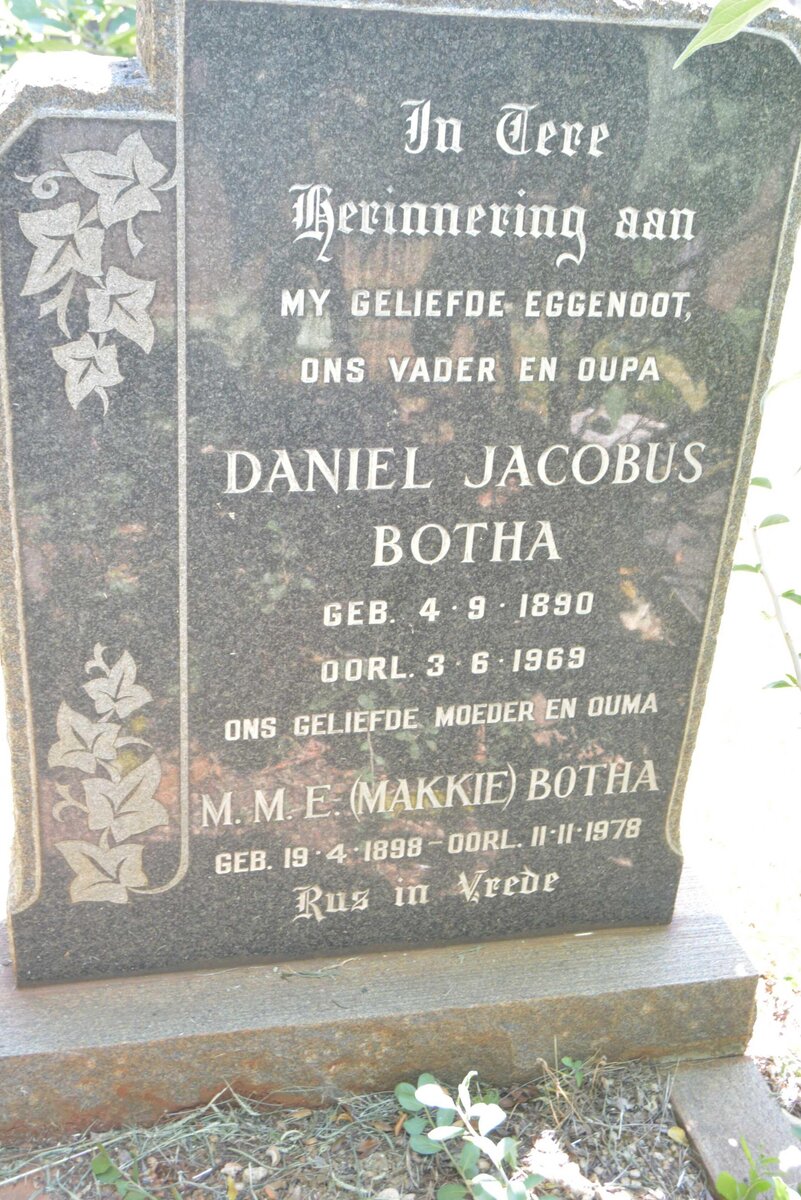 In Tere
Herinnering aan
MY GELIEFDE EGGENOOT,
ONS VADER EN OUPA
DANIEL JACOBUS
BOTHA
GEB. 4·9·1890
OORL. 3·6·1969
ONS GELIEFDE MOEDER EN OUMA
M. M. E. (MAKKIE) BOTHA
GEB. 19·4·1898 – OORL. 11·11·1978
Rus in Vrede